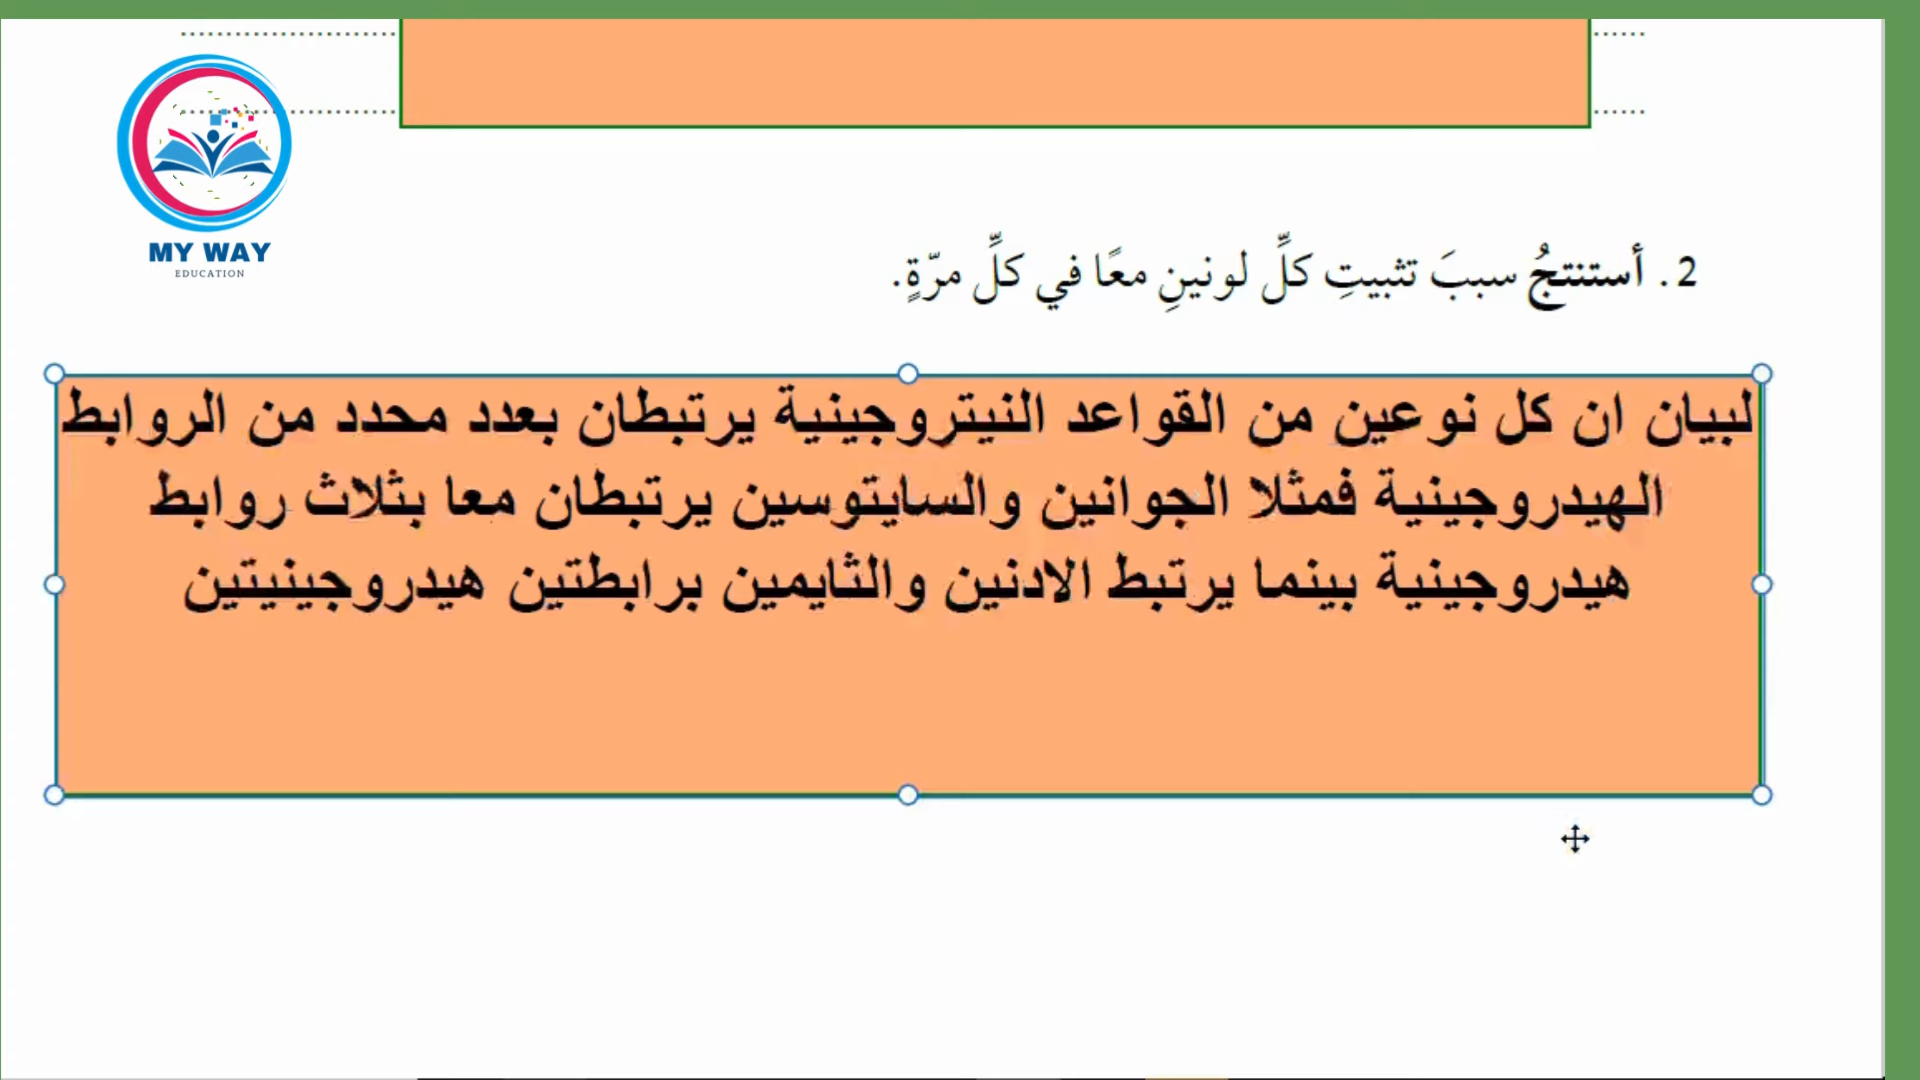 MY WAY
EDUCATION
2. أستنتجُ سببَ تثبيتِ كلِّ لونينِ معًا في كلِّ مرّةٍ.
لبيان ان كل نوعين من القواعد النيتروجينية يرتبطان بعدد محدد من الروابط
الهيدروجينية فمثلا الجوانين والسايتوسين يرتبطان معا بثلاث روابط
هيدروجينية بينما يرتبط الادنين والثايمين برابطتين هيدروجينيتين